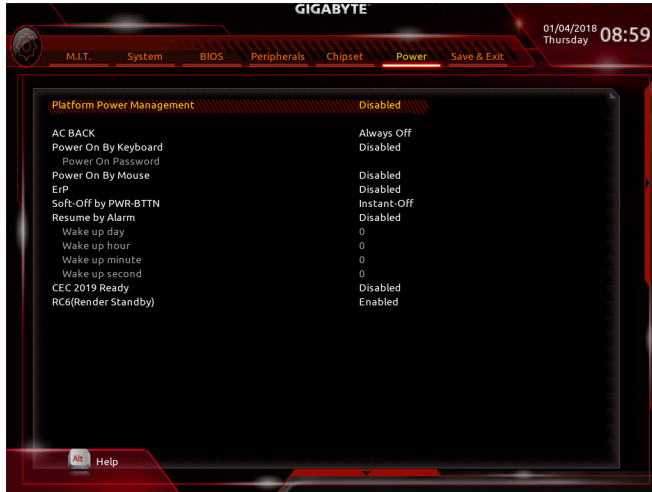 GIGABYTE
01/04/2018 Thursday 08:59
M.I.T. System BIOS Peripherals Chipset Power Save & Exit
Platform Power Management Disabled
AC BACK Always Off
Power On By Keyboard Disabled
Power On Password
Power On By Mouse Disabled
ErP Disabled
Soft-Off by PWR-BTTN Instant-Off
Resume by Alarm Disabled
Wake up day 0
Wake up hour 0
Wake up minute 0
Wake up second 0
CEC 2019 Ready Disabled
RC6(Render Standby) Enabled
Alt Help